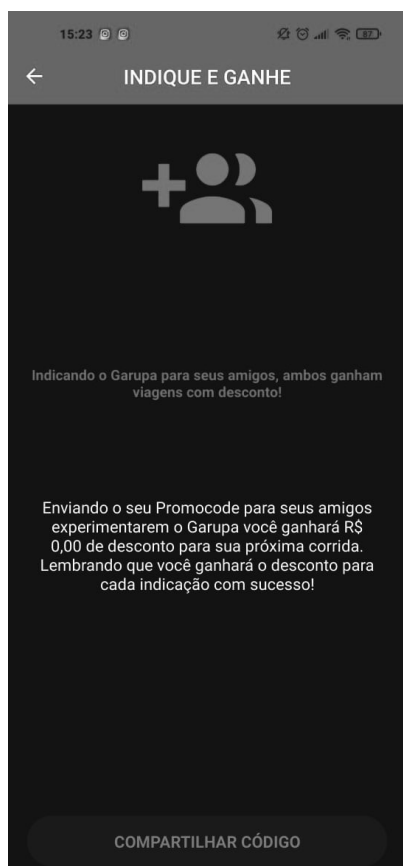 15:23
87
INDIQUE E GANHE
Indicando o Garupa para seus amigos, ambos ganham
viagens com desconto!
Enviando o seu Promocode para seus amigos
experimentarem o Garupa você ganhará R$
0,00 de desconto para sua próxima corrida.
Lembrando que você ganhará o desconto para
cada indicação com sucesso!
COMPARTILHAR CÓDIGO